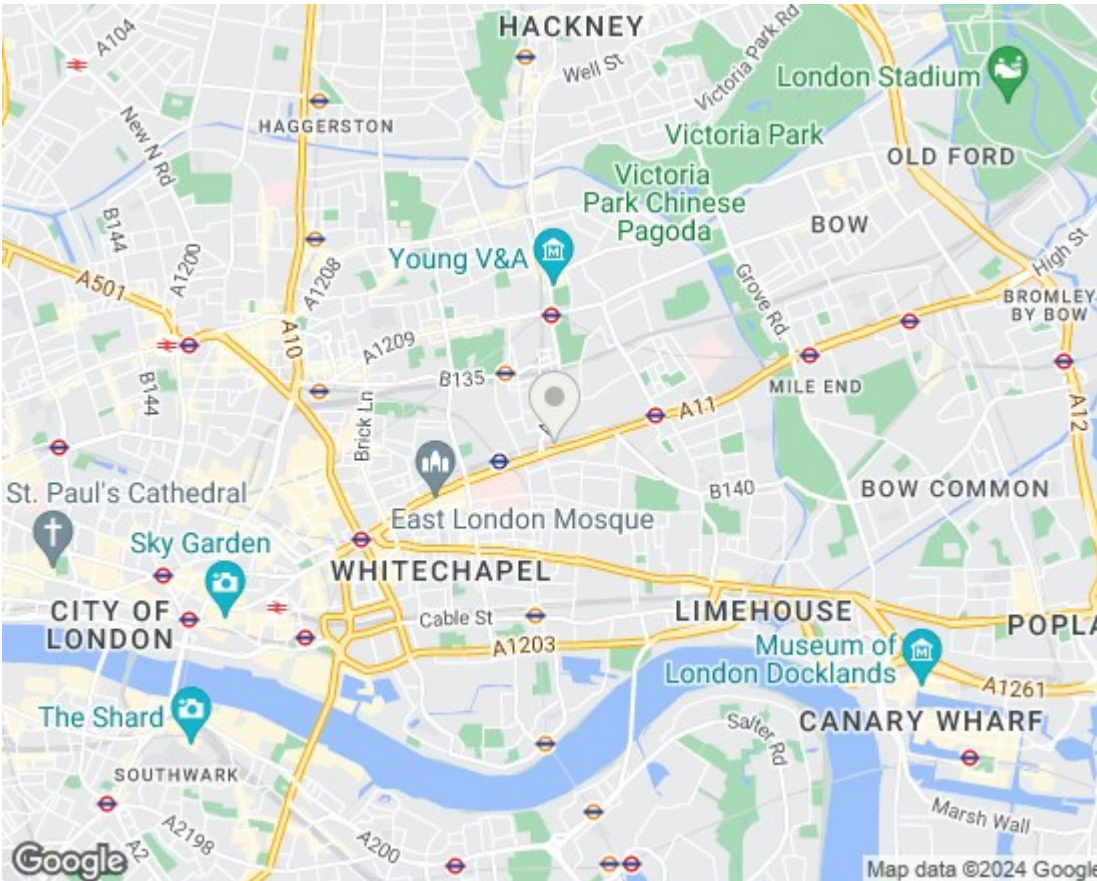 HACKNEY
A104
Well St
Victoria Park Rd
London Stadium
New N Rd
HAGGERSTON
Victoria Park
OLD FORD
Victoria
Park Chinese
Pagoda
BOW
B144
A1200
A1208
Young V&A
High St
A501
Grove Rd.
BROMLEY
BY BOW
A10
A1209
B135
MILE END
B144
Brick Ln
A11
A12
St. Paul's Cathedral
B140
BOW COMMON
East London Mosque
Sky Garden
WHITECHAPEL
CITY OF
LONDON
Cable St
LIMEHOUSE
POPLA
A1203
Museum of
London Docklands
A1261
The Shard
Salter Rd
CANARY WHARF
SOUTHWARK
Marsh Wall
A2198
A2
A200
Google
Map data ©2024 Google